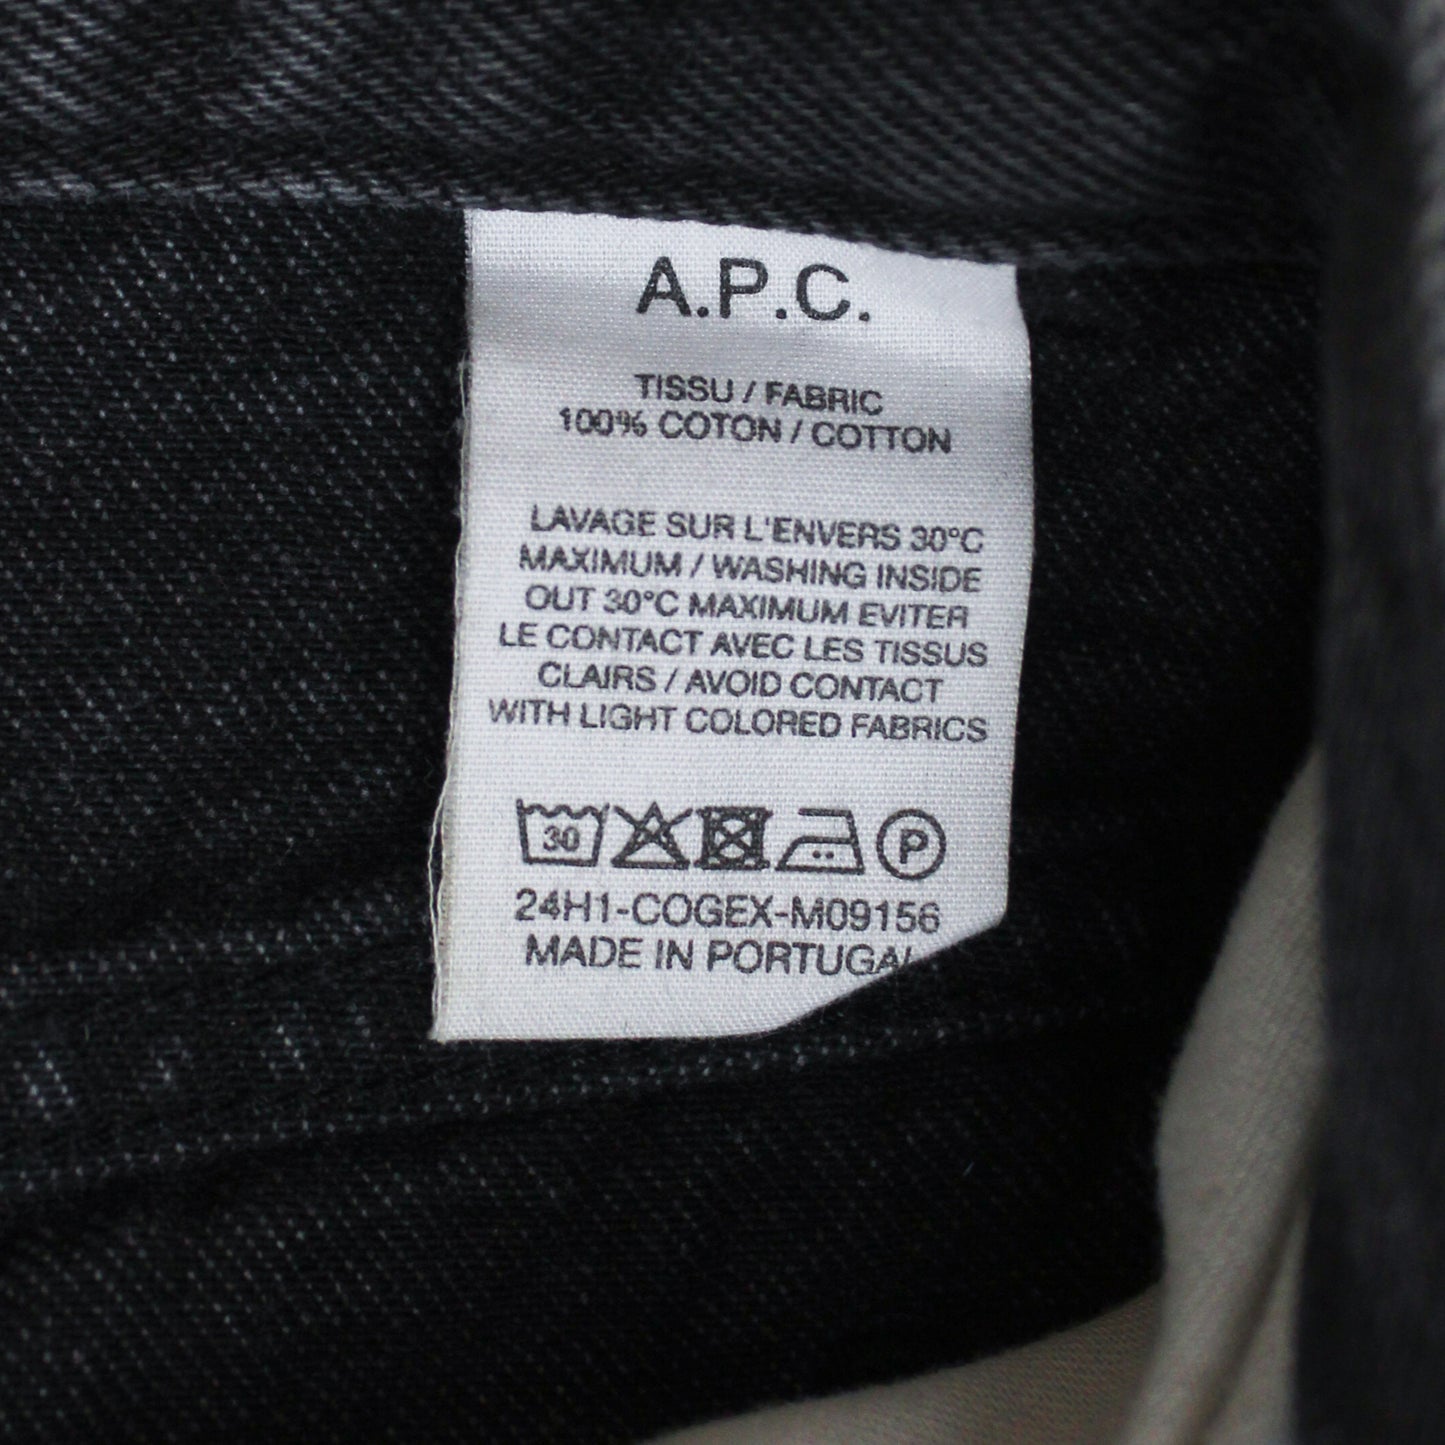 A.P.C.
TISSU / FABRIC
100% COTON / COTTON
LAVAGE SUR L'ENVERS 30°C
MAXIMUM / WASHING INSIDE
OUT 30°C MAXIMUM EVITER
LE CONTACT AVEC LES TISSUS
CLAIRS / AVOID CONTACT
WITH LIGHT COLORED FABRICS
30 P
24H1-COGEX-M09156
MADE IN PORTUGAL